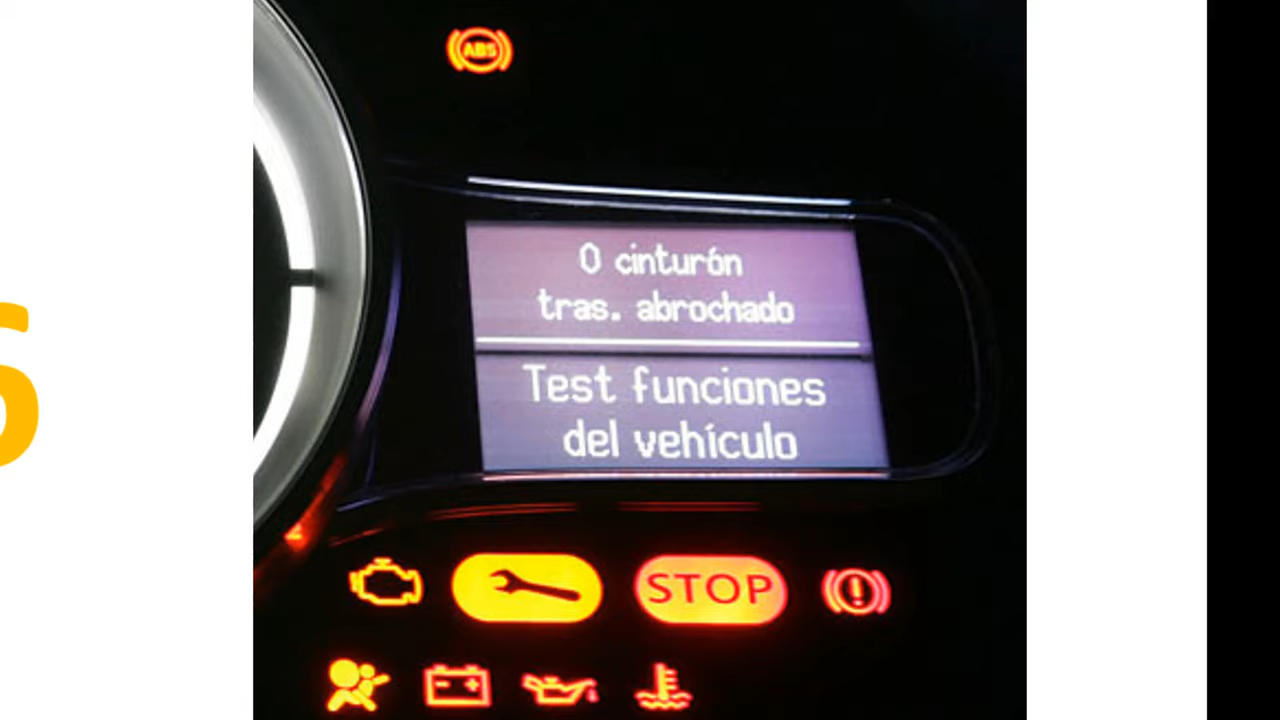 ABS
0 cinturón
tras. abrochado
Test funciones
del vehículo
STOP